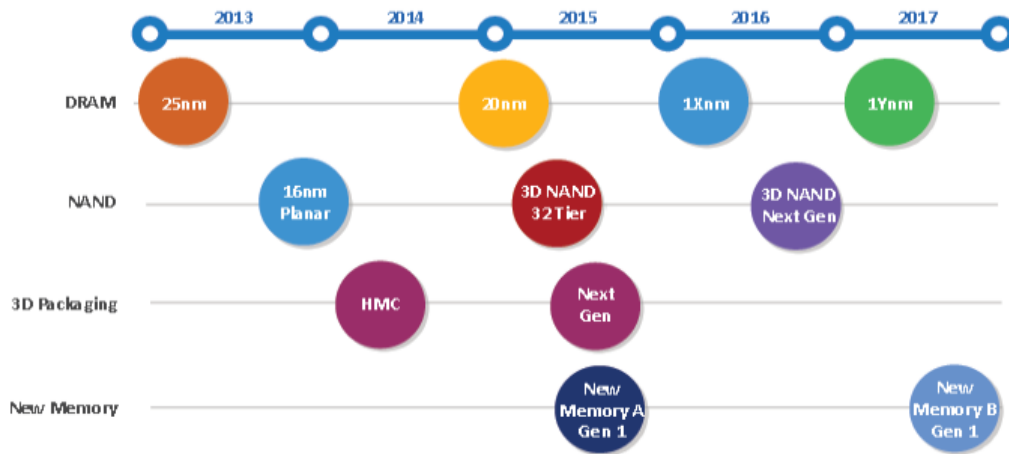 2013 2014 2015 2016 2017
DRAM 25nm 20nm 1Xnm 1Ynm
NAND
16nm
Planar
3D NAND
32 Tier
3D NAND
Next Gen
3D Packaging HMC
Next
Gen
New Memory
New
Memory A
Gen 1
New
Memory B
Gen 1